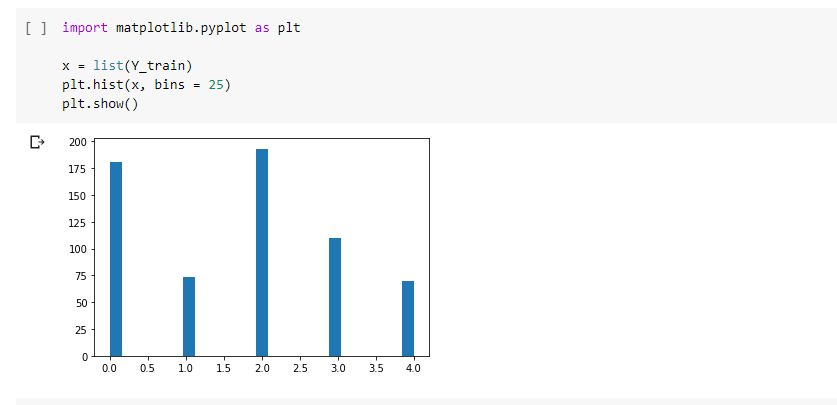 [ ] import matplotlib.pyplot as plt
x = list(Y_train)
plt.hist(x, bins = 25)
plt.show()
200
175
150
125
100
75
50
25
0
0.0 0.5 1.0 1.5 2.0 2.5 3.0 3.5 4.0